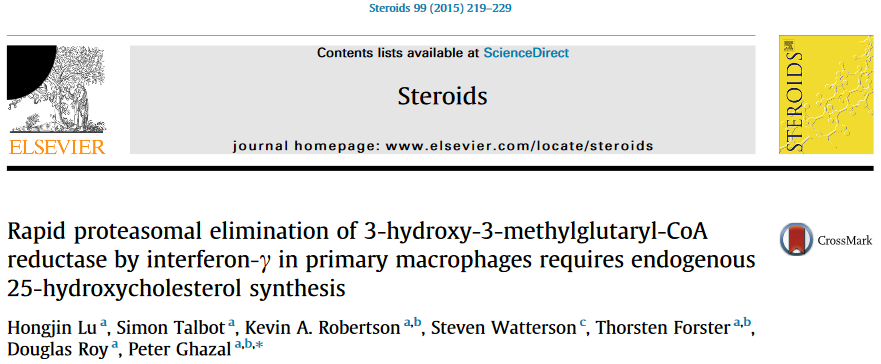 Steroids 99 (2015) 219–229
Contents lists available at ScienceDirect
Steroids
journal homepage: www.elsevier.com/locate/steroids
ELSEVIER
STEROIDS
Rapid proteasomal elimination of 3-hydroxy-3-methylglutaryl-CoA
reductase by interferon-γ in primary macrophages requires endogenous
25-hydroxycholesterol synthesis
CrossMark
Hongjin Lu a, Simon Talbot a, Kevin A. Robertson a,b, Steven Watterson c, Thorsten Forster a,b,
Douglas Roy a, Peter Ghazal a,b,*